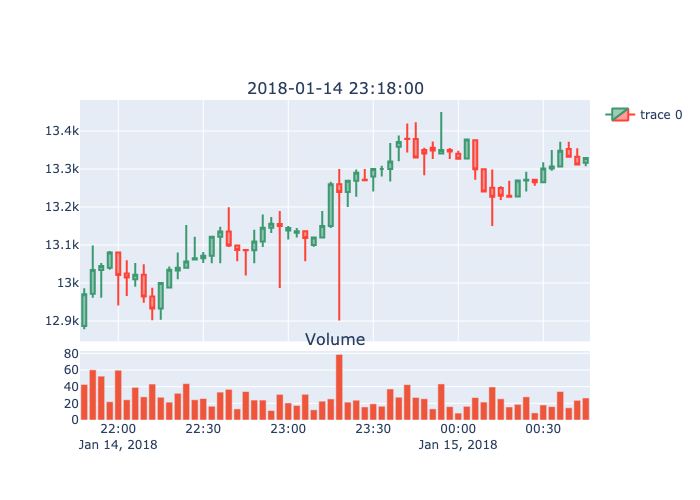 2018-01-14 23:18:00
trace 0
13.4k
13.3k
13.2k
13.1k
13k
12.9k
Volume
80
60
40
20
0
22:00 22:30 23:00 23:30 00:00 00:30
Jan 14, 2018 Jan 15, 2018